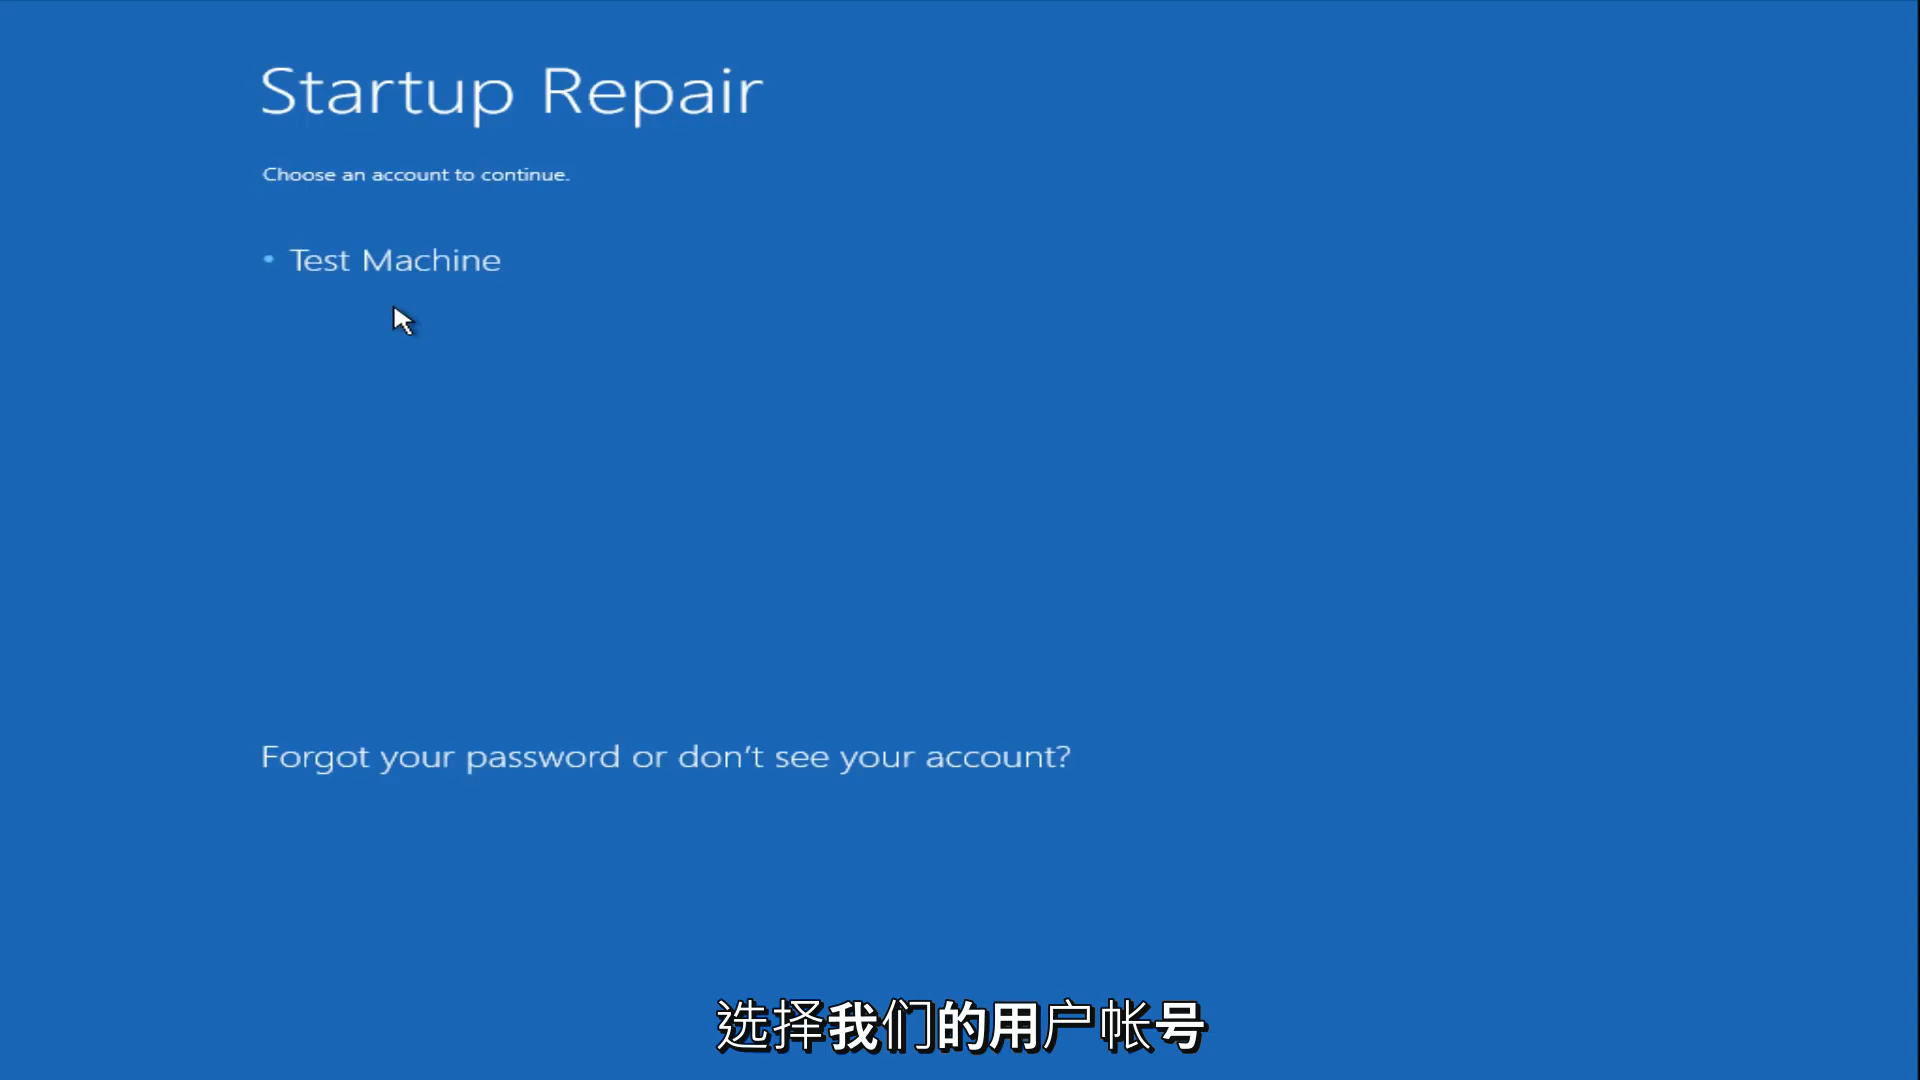 Startup Repair
Choose an account to continue.
• Test Machine
Forgot your password or don't see your account?
选择我们的用户帐号